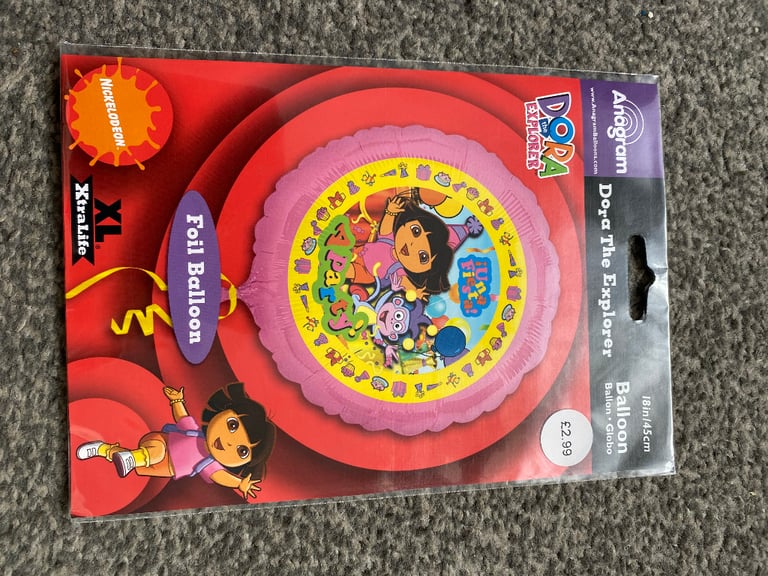 Anagram
www.AnagramBalloons.com
Dora The Explorer
18in/45cm
Balloon
Ballon • Globo
DORA
the
EXPLORER
£2.99
¡Una
Fiesta!
A
Party!
Foil Balloon
NICKELODEON
XL®
XtraLife